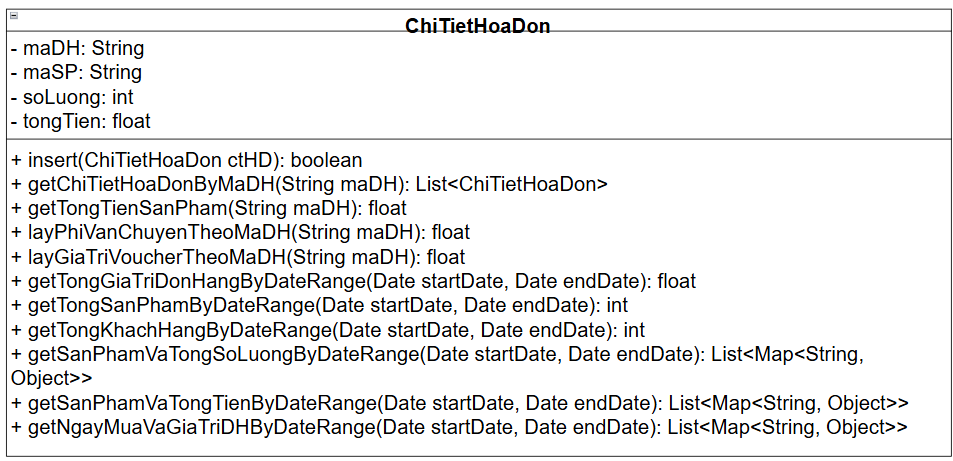 ChiTietHoaDon
- maDH: String
- maSP: String
- soLuong: int
- tongTien: float
+ insert(ChiTietHoaDon ctHD): boolean
+ getChiTietHoaDonByMaDH(String maDH): List<ChiTietHoaDon>
+ getTongTienSanPham(String maDH): float
+ layPhiVanChuyenTheoMaDH(String maDH): float
+ layGiaTriVoucherTheoMaDH(String maDH): float
+ getTongGiaTriDonHangByDateRange(Date startDate, Date endDate): float
+ getTongSanPhamByDateRange(Date startDate, Date endDate): int
+ getTongKhachHangByDateRange(Date startDate, Date endDate): int
+ getSanPhamVaTongSoLuongByDateRange(Date startDate, Date endDate): List<Map<String,
Object>>
+ getSanPhamVaTongTienByDateRange(Date startDate, Date endDate): List<Map<String, Object>>
+ getNgayMuaVaGiaTriDHByDateRange(Date startDate, Date endDate): List<Map<String, Object>>